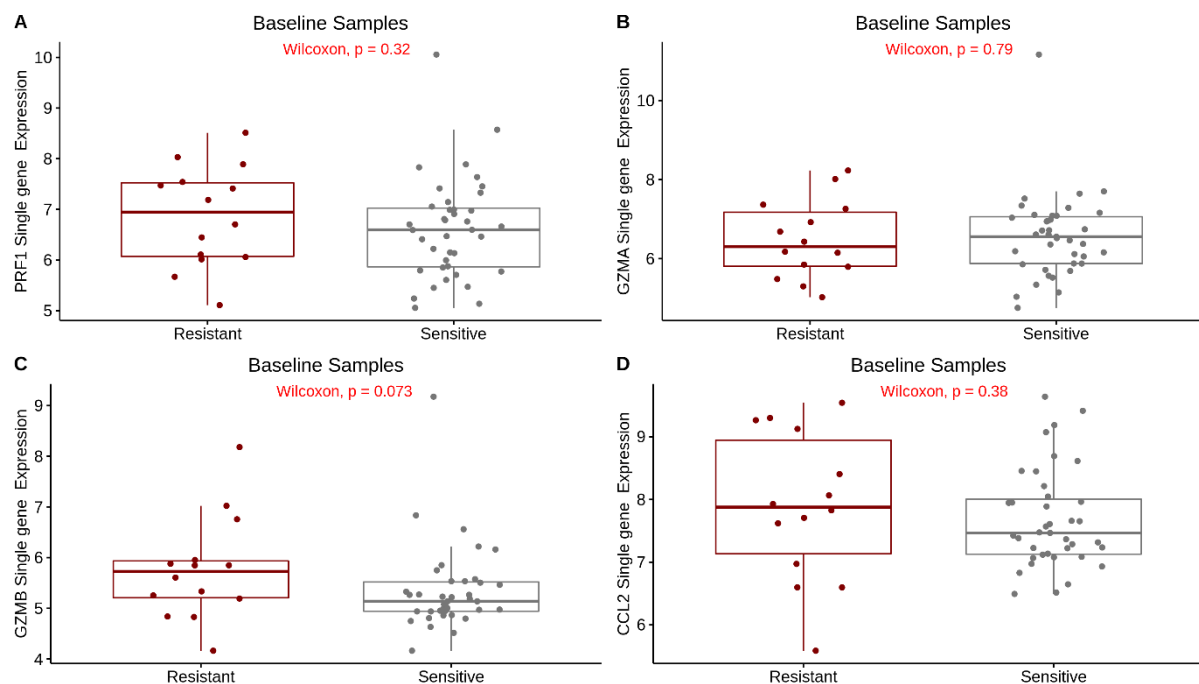 A
Baseline Samples
Wilcoxon, p = 0.32
PRF1 Single gene Expression
10
9
8
7
6
5
Resistant
Sensitive
B
Baseline Samples
Wilcoxon, p = 0.79
GZMA Single gene Expression
10
8
6
Resistant
Sensitive
C
Baseline Samples
Wilcoxon, p = 0.073
GZMB Single gene Expression
9
8
7
6
5
4
Resistant
Sensitive
D
Baseline Samples
Wilcoxon, p = 0.38
CCL2 Single gene Expression
9
8
7
6
Resistant
Sensitive